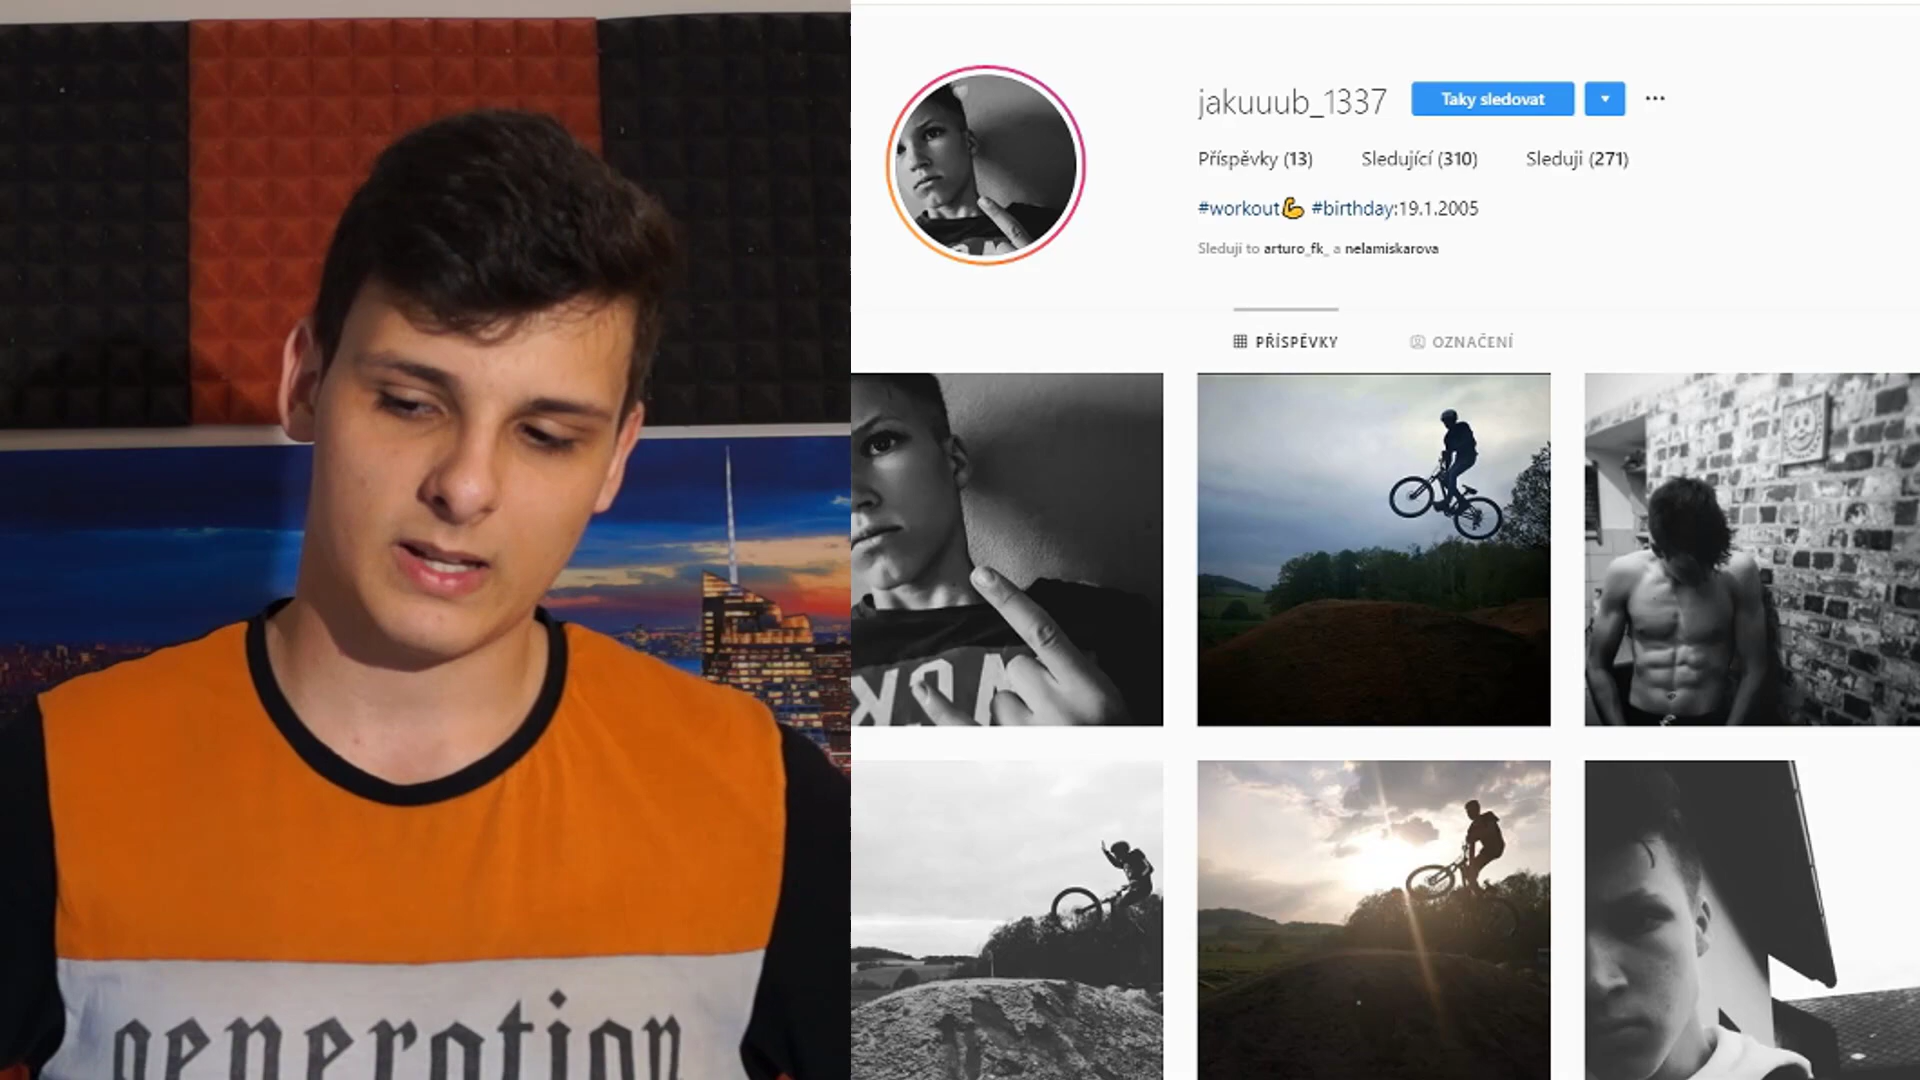 jakuuub_1337 Taky sledovat ...
Příspěvky (13) Sledující (310) Sleduji (271)
#workout💪 #birthday:19.1.2005
Sledují to arturo_fk_ a nelamiskarova
PŘÍSPĚVKY OZNAČENÍ
generation